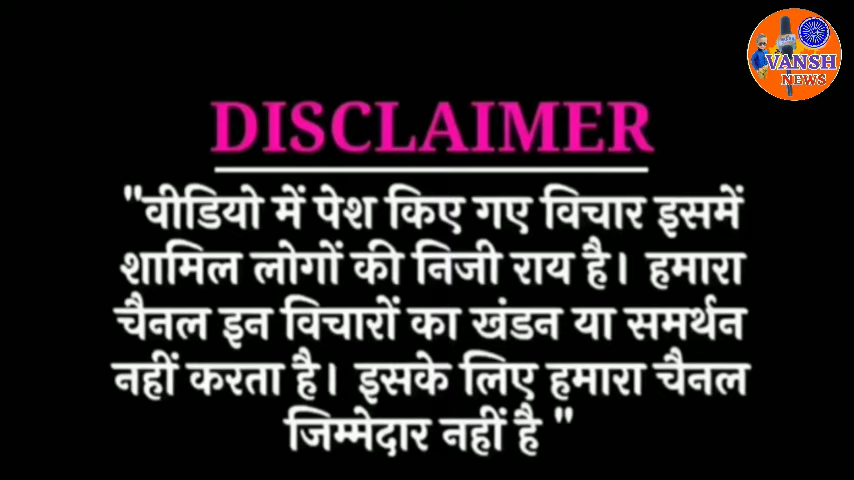 VANSH
NEWS
DISCLAIMER
"वीडियो में पेश किए गए विचार इसमें
शामिल लोगों की निजी राय है। हमारा
चैनल इन विचारों का खंडन या समर्थन
नहीं करता है। इसके लिए हमारा चैनल
जिम्मेदार नहीं है "